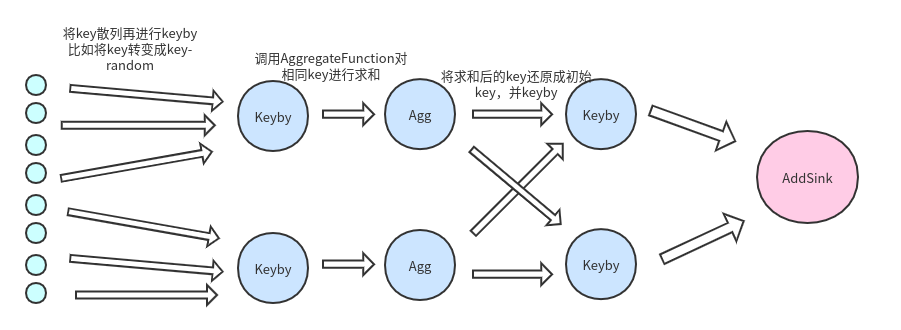 将key散列再进行keyby
比如将key转变成key-
random
调用AggregateFunction对
相同key进行求和
将求和后的key还原成初始
key，并keyby
Keyby
Agg
Keyby
AddSink
Keyby
Agg
Keyby